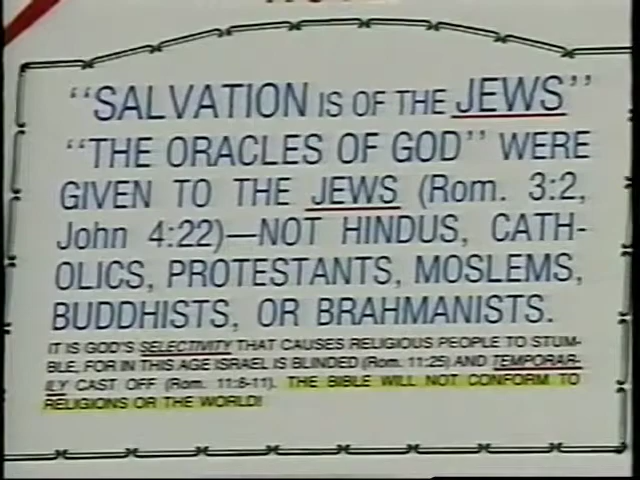 “SALVATION IS OF THE JEWS”
“THE ORACLES OF GOD” WERE
GIVEN TO THE JEWS (Rom. 3:2,
John 4:22)—NOT HINDUS, CATH-
OLICS, PROTESTANTS, MOSLEMS,
BUDDHISTS, OR BRAHMANISTS.
IT IS GOD'S SELECTIVITY THAT CAUSES RELIGIOUS PEOPLE TO STUM-
BLE, FOR IN THIS AGE ISRAEL IS BLINDED (Rom. 11:25) AND TEMPORAR-
ILY CAST OFF (Rom. 11:8-11). THE BIBLE WILL NOT CONFORM TO
RELIGIONS OR THE WORLD!